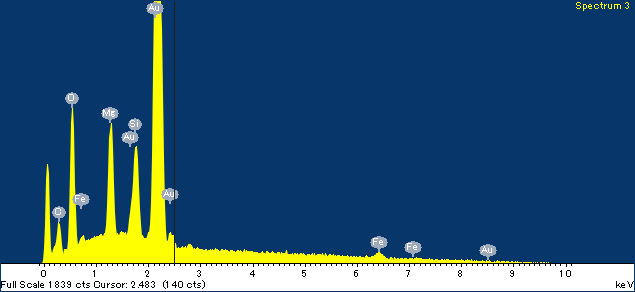 Spectrum 3
Au
O
Mg
Si
Au
Fe
Au
O
Fe
Fe
Au
0 1 2 3 4 5 6 7 8 9 10
Full Scale 1839 cts Cursor: 2.483 (140 cts) keV